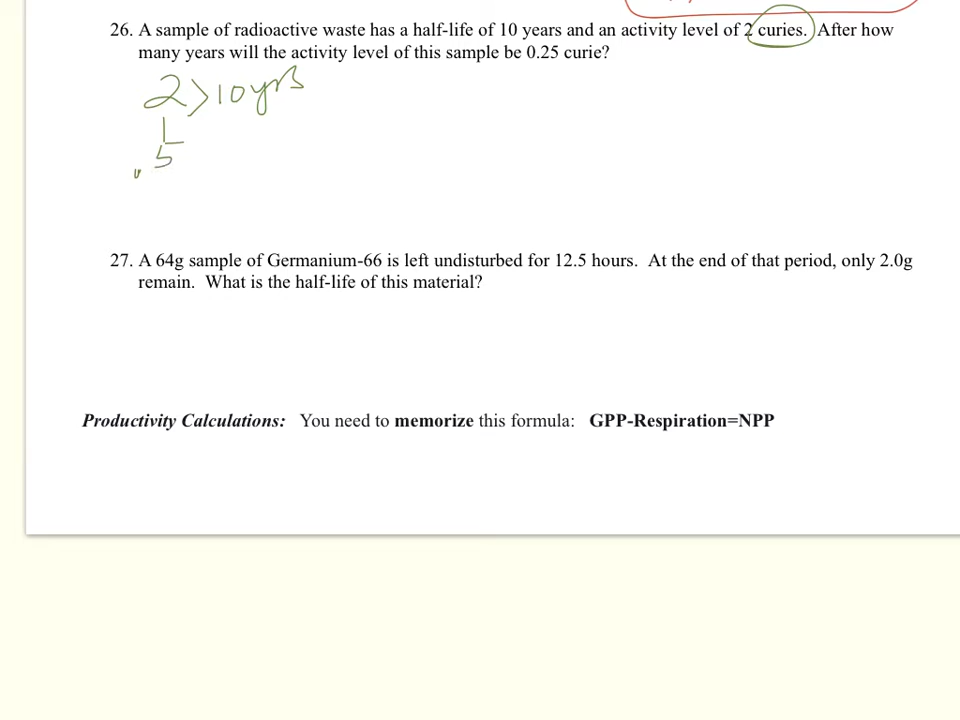 26. A sample of radioactive waste has a half-life of 10 years and an activity level of 2 curies. After how
many years will the activity level of this sample be 0.25 curie?
2 > 10 yrs
1
.5
27. A 64g sample of Germanium-66 is left undisturbed for 12.5 hours. At the end of that period, only 2.0g
remain. What is the half-life of this material?
Productivity Calculations: You need to memorize this formula: GPP-Respiration=NPP